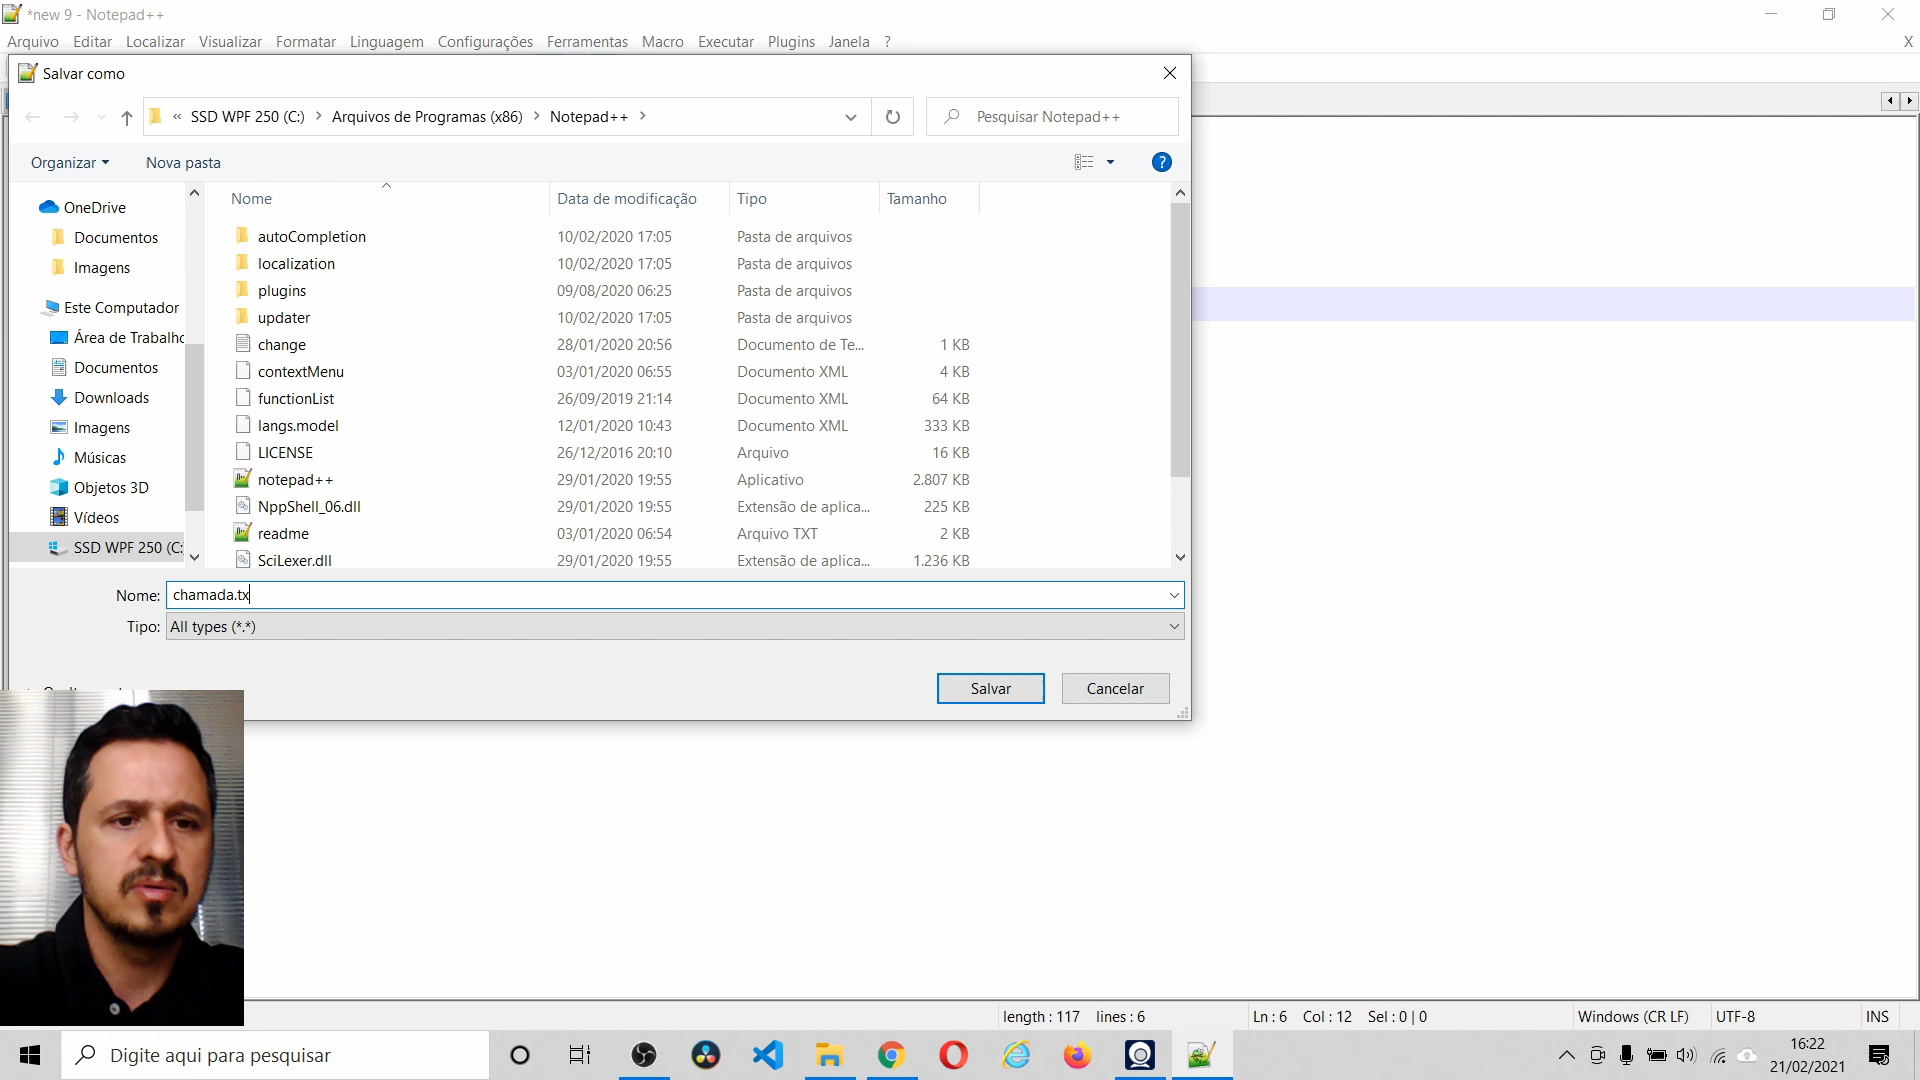 *new 9 - Notepad++
Arquivo Editar Localizar Visualizar Formatar Linguagem Configurações Ferramentas Macro Executar Plugins Janela ? X
Salvar como
« SSD WPF 250 (C:) > Arquivos de Programas (x86) > Notepad++ >
Pesquisar Notepad++
Organizar Nova pasta
?
OneDrive
Documentos
Imagens
Este Computador
Área de Trabalho
Documentos
Downloads
Imagens
Músicas
Objetos 3D
Vídeos
SSD WPF 250 (C:
Nome Data de modificação Tipo Tamanho
autoCompletion 10/02/2020 17:05 Pasta de arquivos
localization 10/02/2020 17:05 Pasta de arquivos
plugins 09/08/2020 06:25 Pasta de arquivos
updater 10/02/2020 17:05 Pasta de arquivos
change 28/01/2020 20:56 Documento de Te... 1 KB
contextMenu 03/01/2020 06:55 Documento XML 4 KB
functionList 26/09/2019 21:14 Documento XML 64 KB
langs.model 12/01/2020 10:43 Documento XML 333 KB
LICENSE 26/12/2016 20:10 Arquivo 16 KB
notepad++ 29/01/2020 19:55 Aplicativo 2.807 KB
NppShell_06.dll 29/01/2020 19:55 Extensão de aplica... 225 KB
readme 03/01/2020 06:54 Arquivo TXT 2 KB
SciLexer.dll 29/01/2020 19:55 Extensão de aplica... 1.236 KB
Nome: chamada.tx
Tipo: All types (*.*)
Salvar Cancelar
length : 117 lines : 6 Ln : 6 Col : 12 Sel : 0 | 0 Windows (CR LF) UTF-8 INS
Digite aqui para pesquisar
16:22
21/02/2021